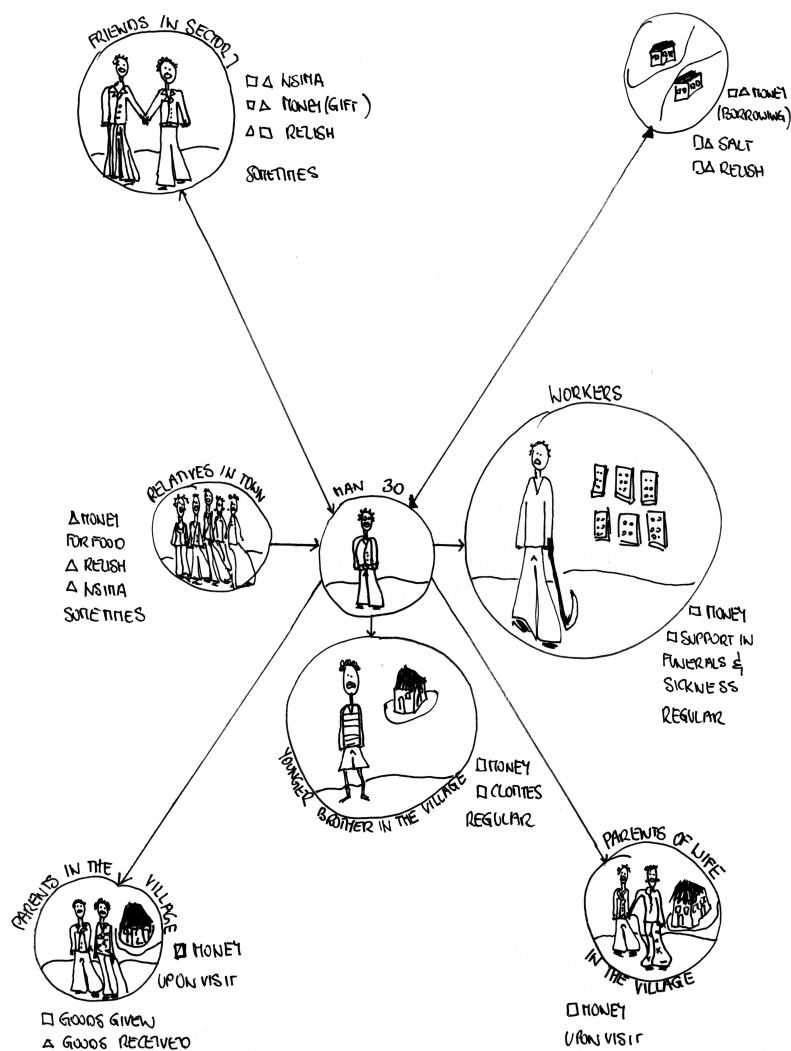 FRIENDS IN SECTOR 7
□ △ NSIMA
□ △ MONEY (GIFT)
△ □ RELISH
SOMETIMES
□ △ MONEY
(BORROWING)
□ △ SALT
□ △ RELISH
WORKERS
□ MONEY
□ SUPPORT IN
FUNERALS &
SICKNESS
REGULAR
RELATIVES IN TOWN
△ MONEY
FOR FOOD
△ RELISH
△ NSIMA
SOMETIMES
MAN 30
YOUNGER BROTHER IN THE VILLAGE
□ MONEY
□ CLOTHES
REGULAR
PARENTS IN THE VILLAGE
□ MONEY
UPON VISIT
PARENTS OF WIFE
IN THE VILLAGE
□ MONEY
UPON VISIT
□ GOODS GIVEN
△ GOODS RECEIVED